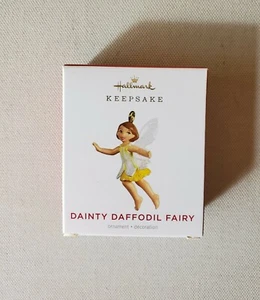 Hallmark
KEEPSAKE
DAINTY DAFFODIL FAIRY
ornament • décoration